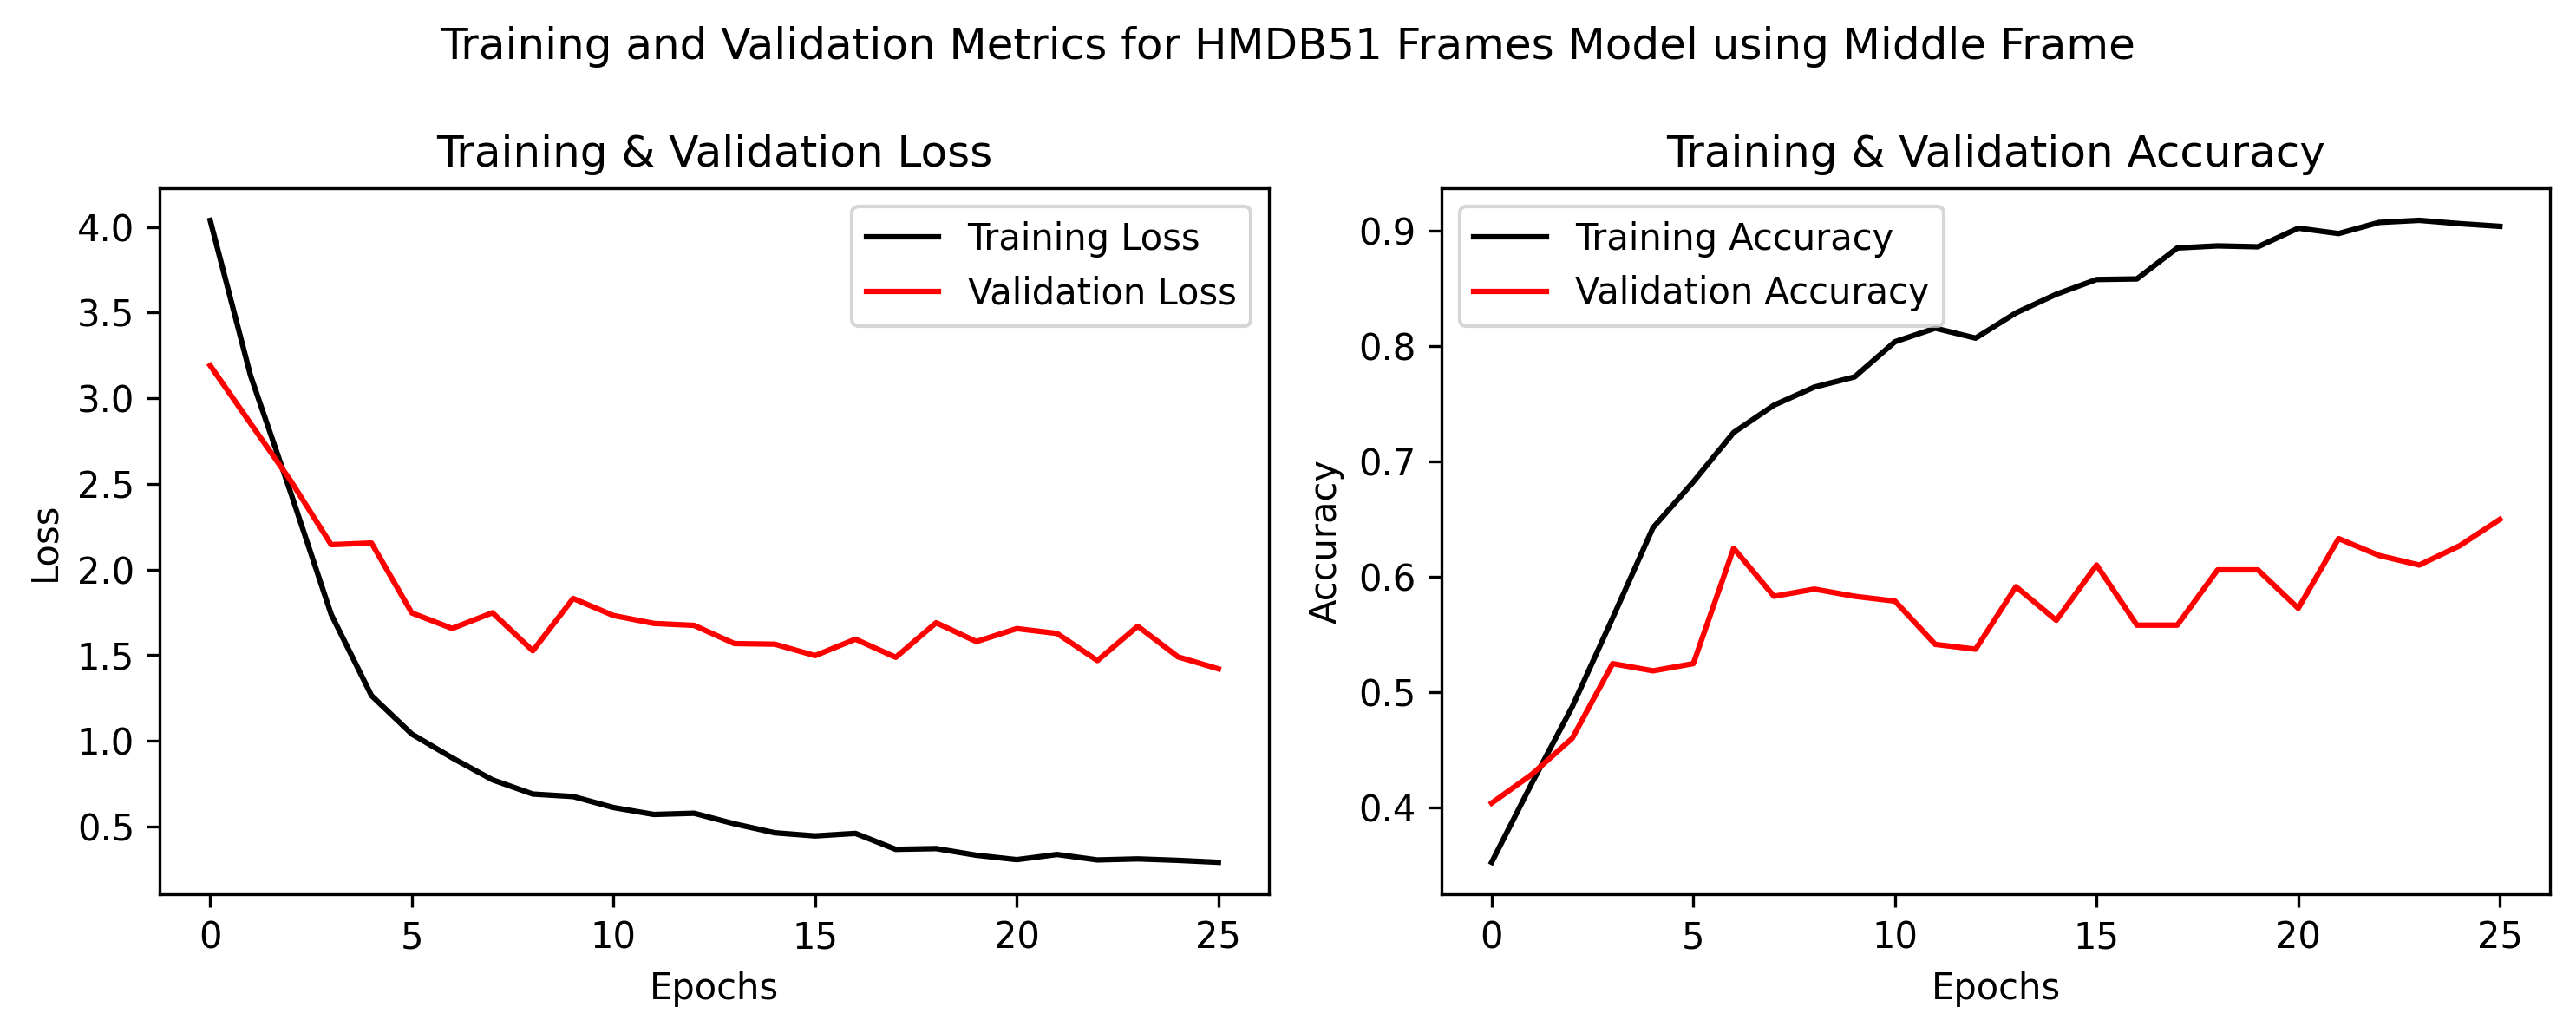 Training and Validation Metrics for HMDB51 Frames Model using Middle Frame
Training & Validation Loss
4.0
3.5
3.0
2.5
2.0
1.5
1.0
0.5
Loss
Training Loss
Validation Loss
0 5 10 15 20 25
Epochs
Training & Validation Accuracy
0.9
0.8
0.7
0.6
0.5
0.4
Accuracy
Training Accuracy
Validation Accuracy
0 5 10 15 20 25
Epochs